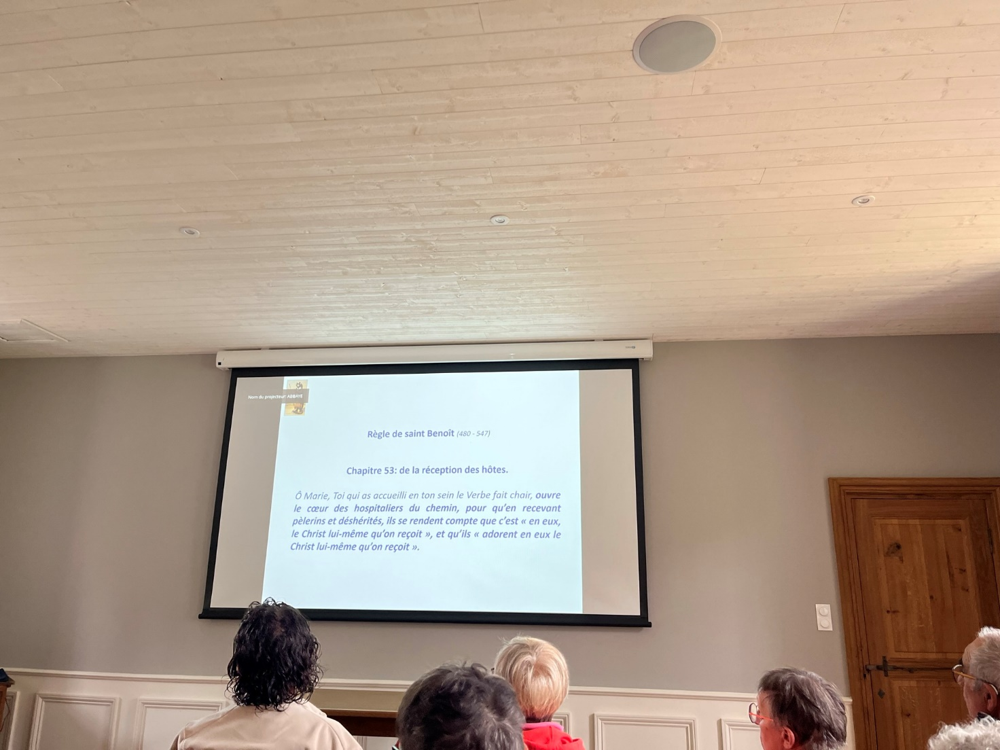 Nom du projecteur: ABBAYE
Règle de saint Benoît (480 - 547)
Chapitre 53: de la réception des hôtes.
Ô Marie, Toi qui as accueilli en ton sein le Verbe fait chair, ouvre
le cœur des hospitaliers du chemin, pour qu'en recevant
pèlerins et déshérités, ils se rendent compte que c'est « en eux,
le Christ lui-même qu'on reçoit », et qu'ils « adorent en eux le
Christ lui-même qu'on reçoit ».